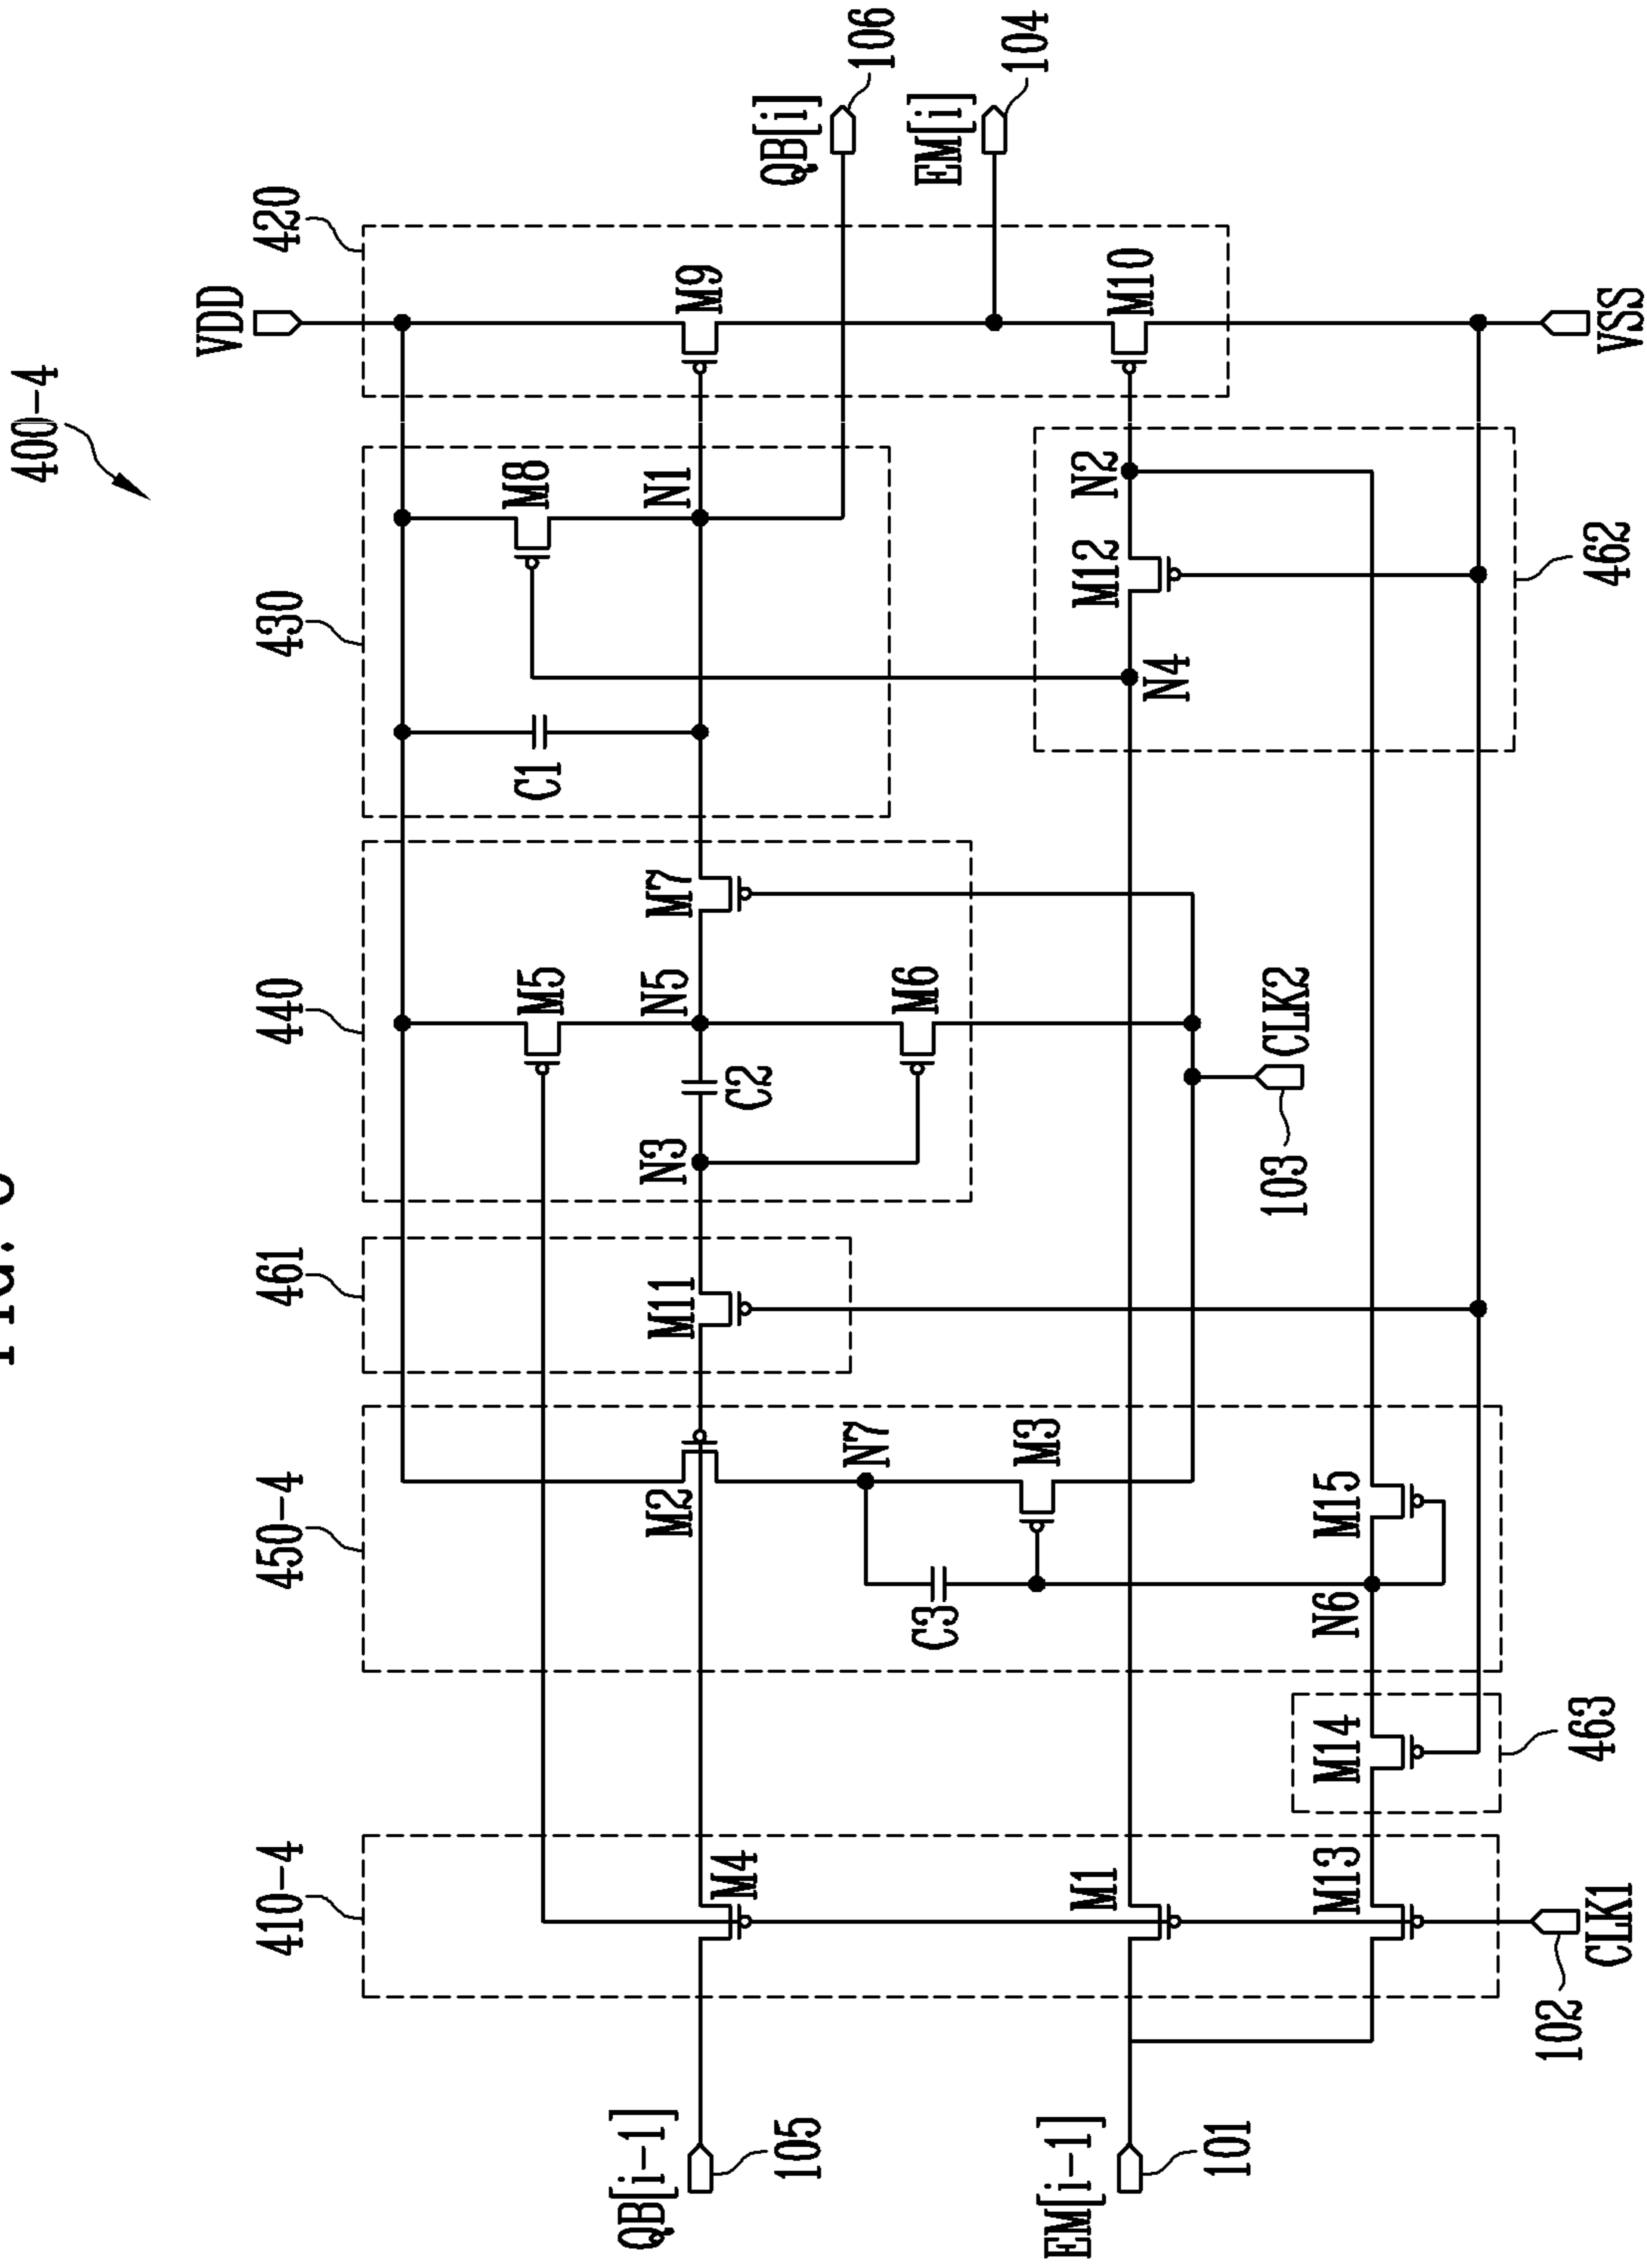 400-4
VDD
420
QB[i]
106
EM[i]
104
M9
M10
VSS
430
M8
N1
C1
N2
M12
N4
462
440
M5
N5
M7
M6
C2
N3
CLK2
103
461
M11
450-4
M2
N7
M3
C3
M15
N6
M14
463
410-4
M4
M1
M13
CLK1
102
QB[i-1]
105
EM[i-1]
101